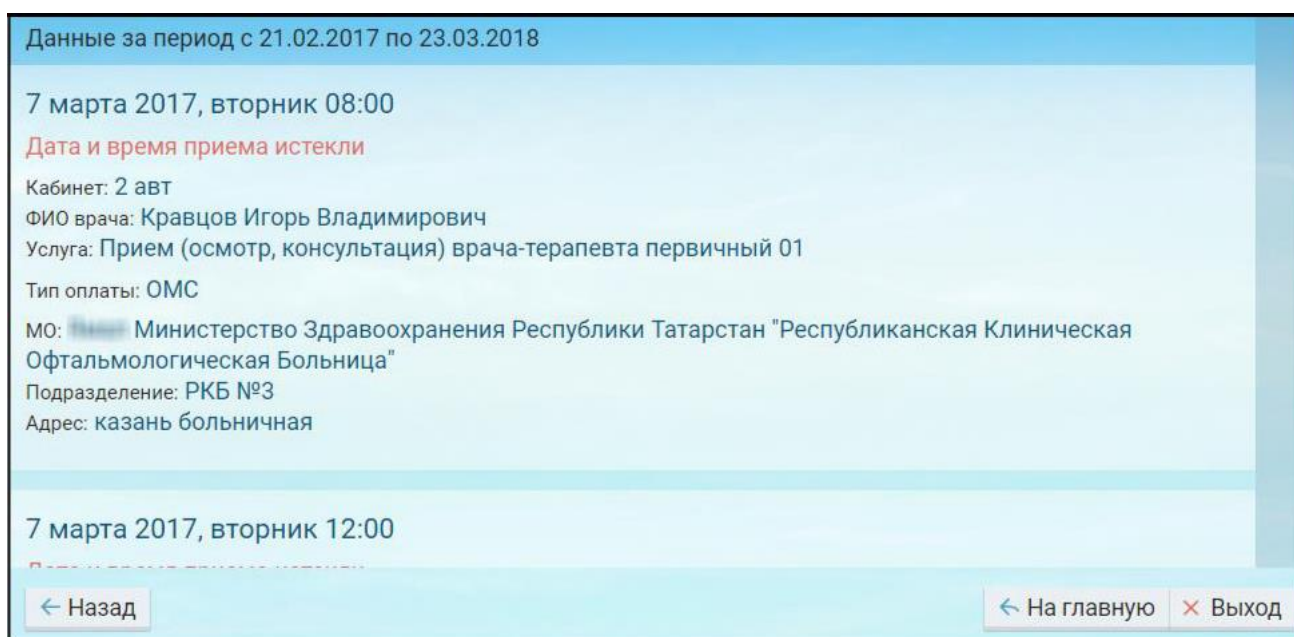 Данные за период с 21.02.2017 по 23.03.2018
7 марта 2017, вторник 08:00
Дата и время приема истекли
Кабинет: 2 авт
ФИО врача: Кравцов Игорь Владимирович
Услуга: Прием (осмотр, консультация) врача-терапевта первичный 01
Тип оплаты: ОМС
МО: Министерство Здравоохранения Республики Татарстан "Республиканская Клиническая
Офтальмологическая Больница"
Подразделение: РКБ №3
Адрес: казань больничная
7 марта 2017, вторник 12:00
Назад
На главную
Выход